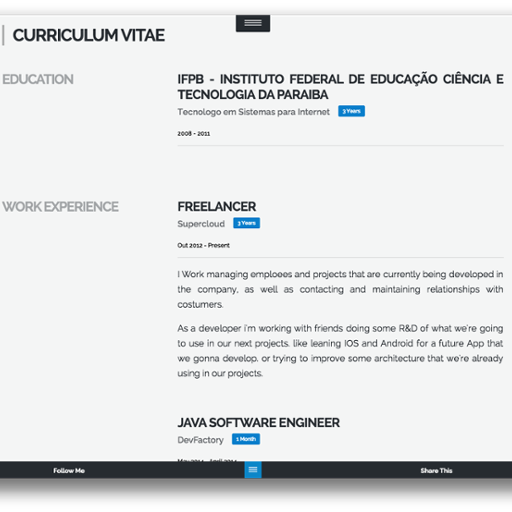 CURRICULUM VITAE
EDUCATION
IFPB - INSTITUTO FEDERAL DE EDUCAÇÃO CIÊNCIA E
TECNOLOGIA DA PARAIBA
Tecnologo em Sistemas para Internet 3 Years
2008 - 2011
WORK EXPERIENCE
FREELANCER
Supercloud 3 Years
Out 2012 - Present
I Work managing emploees and projects that are currently being developed in
the company, as well as contacting and maintaining relationships with
costumers.
As a developer i'm working with friends doing some R&D of what we're going
to use in our next projects. like leaning IOS and Android for a future App that
we gonna develop, or trying to improve some architecture that we're already
using in our projects.
JAVA SOFTWARE ENGINEER
DevFactory 1 Month
Follow Me
Share This